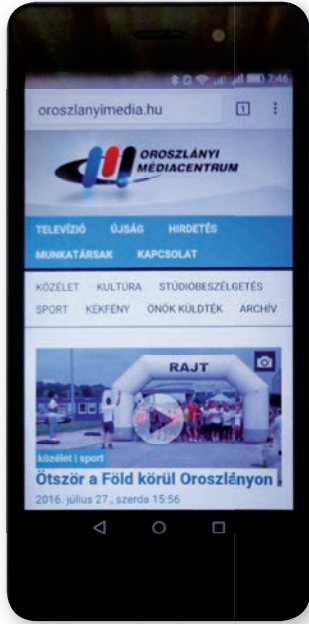 7:46
oroszlanyimedia.hu 1
OROSZLÁNYI
MÉDIACENTRUM
TELEVÍZIÓ ÚJSÁG HIRDETÉS
MUNKATÁRSAK KAPCSOLAT
KÖZÉLET KULTÚRA STÚDIÓBESZÉLGETÉS
SPORT KÉKFÉNY ÖNÖK KÜLDTÉK ARCHÍV
RAJT
közélet | sport
Ötször a Föld körül Oroszlányon
2016. július 27., szerda 15:56